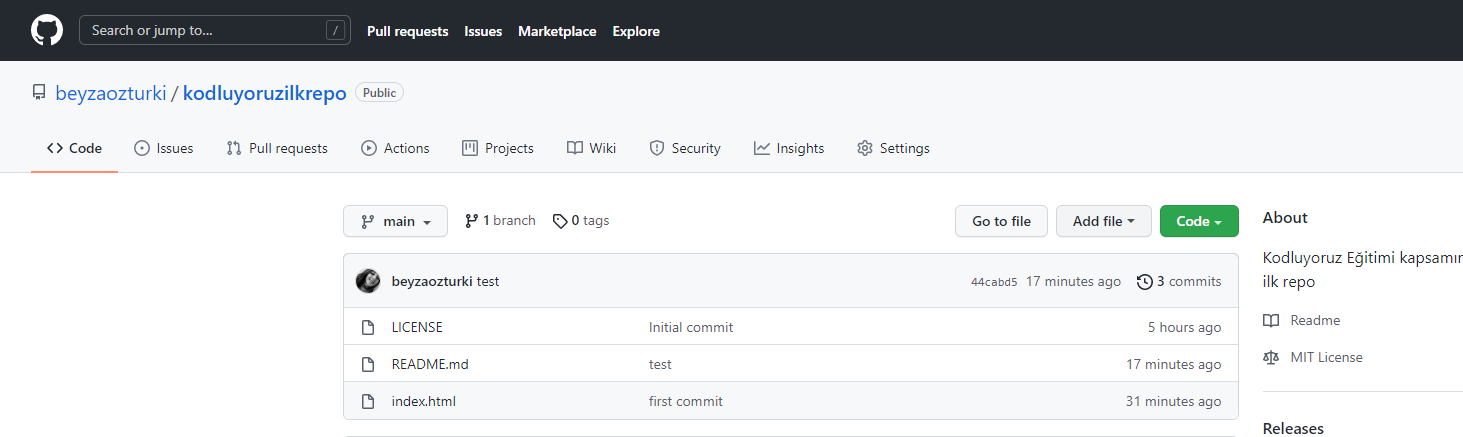 Search or jump to... / Pull requests Issues Marketplace Explore
beyzaozturki / kodluyoruzilkrepo Public
Code Issues Pull requests Actions Projects Wiki Security Insights Settings
main 1 branch 0 tags Go to file Add file Code
beyzaozturki test 44cabd5 17 minutes ago 3 commits
LICENSE Initial commit 5 hours ago
README.md test 17 minutes ago
index.html first commit 31 minutes ago
About
Kodluyoruz Eğitimi
ilk repo
Readme
MIT License
Releases